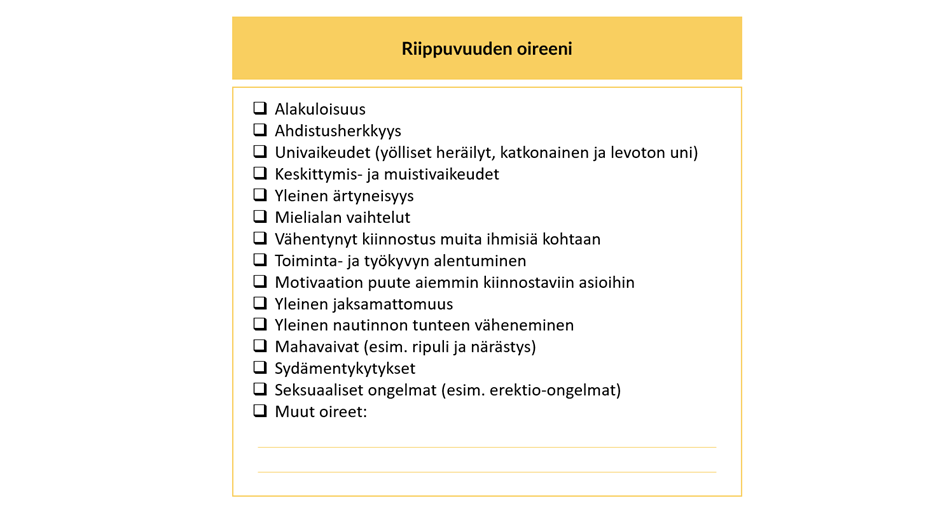 Riippuvuuden oireeni
Alakuloisuus
Ahdistusherkkyys
Univaikeudet (yölliset heräilyt, katkonainen ja levoton uni)
Keskittymis- ja muistivaikeudet
Yleinen ärtyneisyys
Mielialan vaihtelut
Vähentynyt kiinnostus muita ihmisiä kohtaan
Toiminta- ja työkyvyn alentuminen
Motivaation puute aiemmin kiinnostaviin asioihin
Yleinen jaksamattomuus
Yleinen nautinnon tunteen väheneminen
Mahavaivat (esim. ripuli ja närästys)
Sydämentykytykset
Seksuaaliset ongelmat (esim. erektio-ongelmat)
Muut oireet: